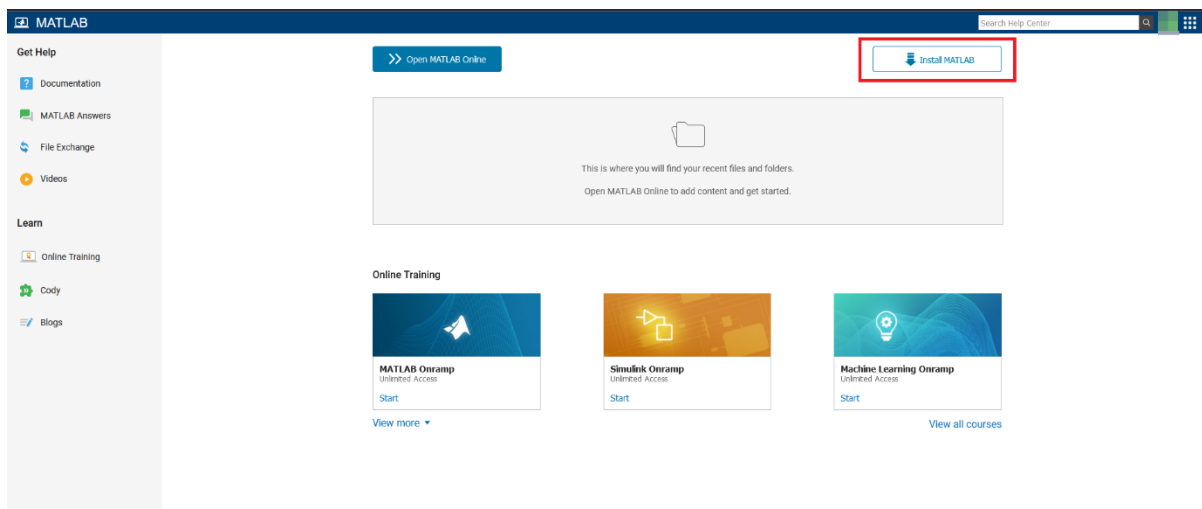 MATLAB
Search Help Center
Get Help
Documentation
MATLAB Answers
File Exchange
Videos
Learn
Online Training
Cody
Blogs
Open MATLAB Online
Install MATLAB
This is where you will find your recent files and folders.
Open MATLAB Online to add content and get started.
Online Training
MATLAB Onramp
Unlimited Access
Start
Simulink Onramp
Unlimited Access
Start
Machine Learning Onramp
Unlimited Access
Start
View more
View all courses